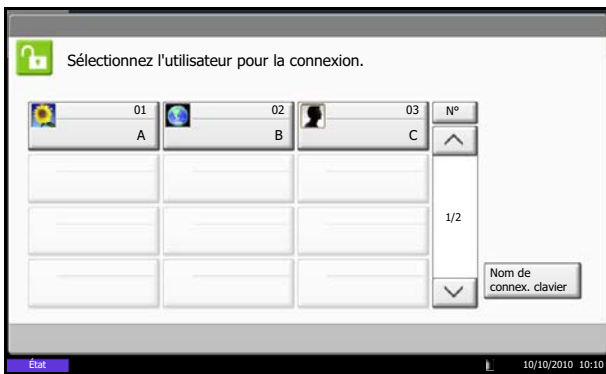 Sélectionnez l'utilisateur pour la connexion.
01 02 03 N°
A B C
1/2
Nom de
connex. clavier
État 10/10/2010 10:10